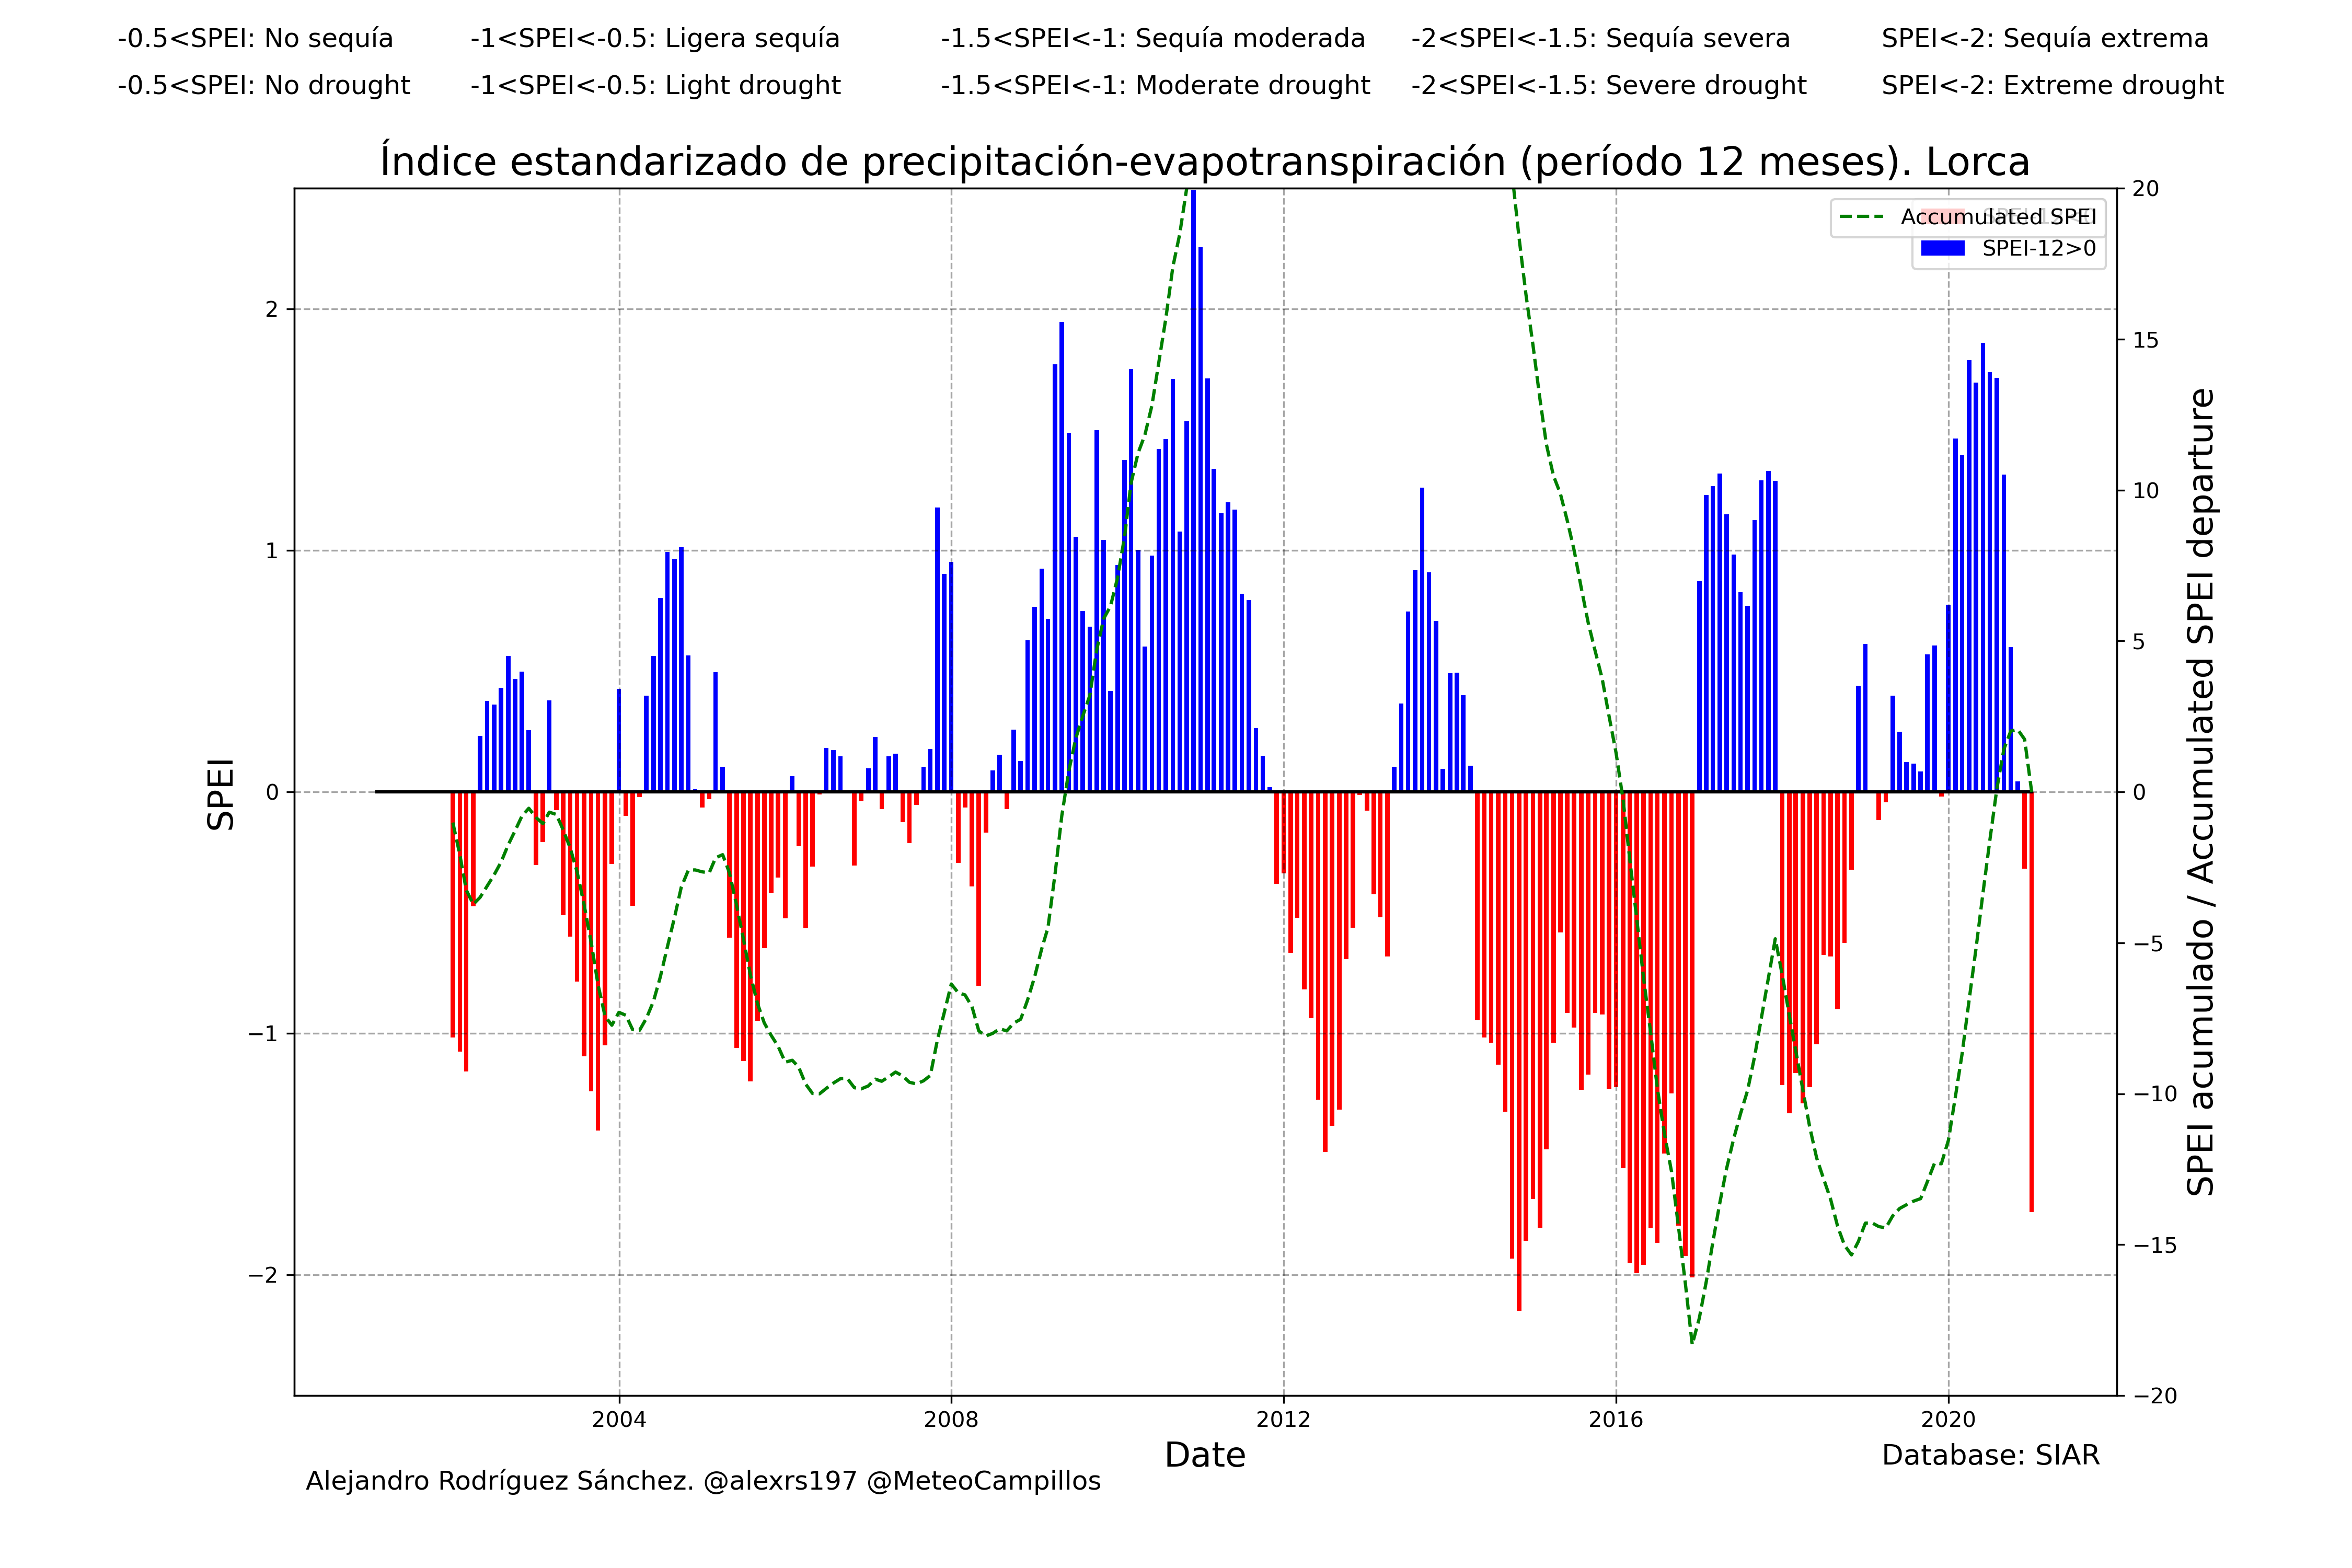 -0.5<SPEI: No sequía -1<SPEI<-0.5: Ligera sequía -1.5<SPEI<-1: Sequía moderada -2<SPEI<-1.5: Sequía severa SPEI<-2: Sequía extrema
-0.5<SPEI: No drought -1<SPEI<-0.5: Light drought -1.5<SPEI<-1: Moderate drought -2<SPEI<-1.5: Severe drought SPEI<-2: Extreme drought
Índice estandarizado de precipitación-evapotranspiración (período 12 meses). Lorca
Accumulated SPEI
SPEI-12>0
2
1
0
−1
−2
SPEI
20
15
10
5
0
−5
−10
−15
−20
SPEI acumulado / Accumulated SPEI departure
2004 2008 2012 2016 2020
Date
Database: SIAR
Alejandro Rodríguez Sánchez. @alexrs197 @MeteoCampillos